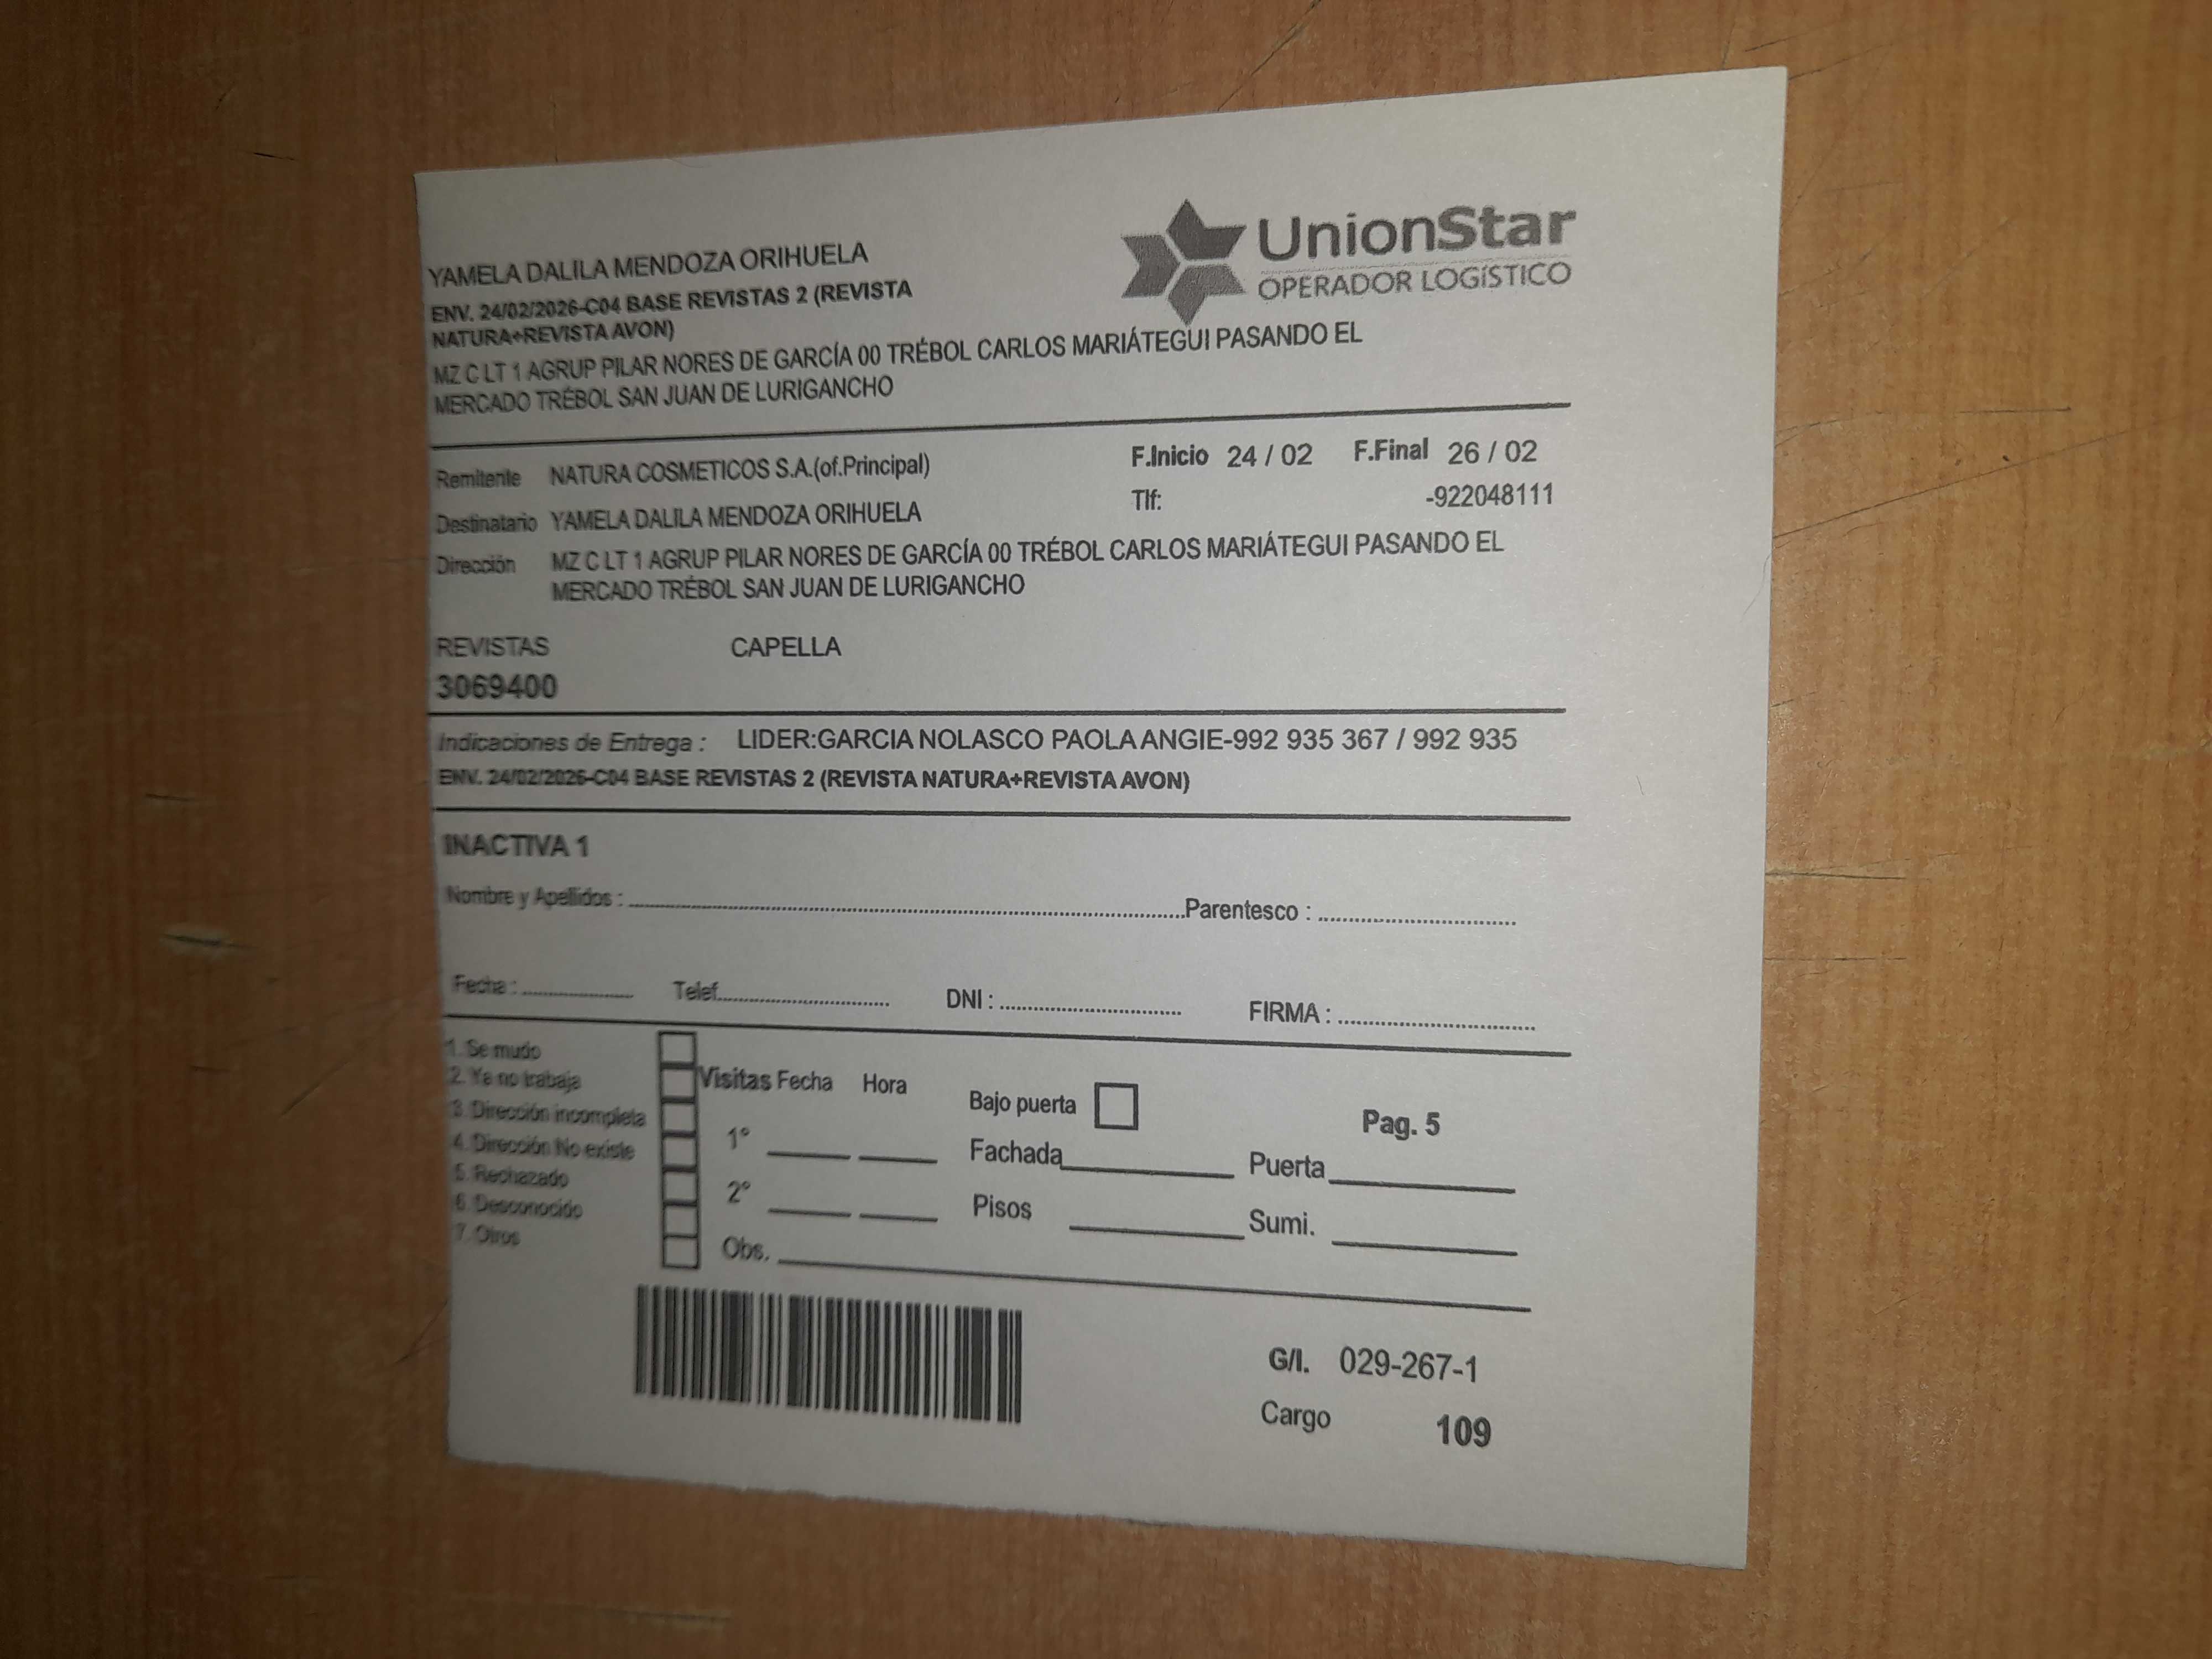 UnionStar
OPERADOR LOGÍSTICO
YAMELA DALILA MENDOZA ORIHUELA
ENV. 24/02/2026-C04 BASE REVISTAS 2 (REVISTA
NATURA+REVISTA AVON)
MZ C LT 1 AGRUP PILAR NORES DE GARCÍA 00 TRÉBOL CARLOS MARIÁTEGUI PASANDO EL
MERCADO TRÉBOL SAN JUAN DE LURIGANCHO
Remitente NATURA COSMETICOS S.A.(of.Principal) F.Inicio 24 / 02 F.Final 26 / 02
Tlf: -922048111
Destinatario YAMELA DALILA MENDOZA ORIHUELA
Dirección MZ C LT 1 AGRUP PILAR NORES DE GARCÍA 00 TRÉBOL CARLOS MARIÁTEGUI PASANDO EL
MERCADO TRÉBOL SAN JUAN DE LURIGANCHO
REVISTAS CAPELLA
3069400
Indicaciones de Entrega : LIDER:GARCIA NOLASCO PAOLA ANGIE-992 935 367 / 992 935
ENV. 24/02/2026-C04 BASE REVISTAS 2 (REVISTA NATURA+REVISTA AVON)
INACTIVA 1
Nombre y Apellidos : Parentesco :
Fecha : Telef. DNI : FIRMA :
1. Se mudo
2. Ya no trabaja
3. Dirección incompleta
4. Dirección No existe
5. Rechazado
6. Desconocido
7. Otros
Visitas Fecha Hora
1°
2°
Obs.
Bajo puerta
Pag. 5
Fachada Puerta
Pisos Sumi.
G/I. 029-267-1
Cargo 109